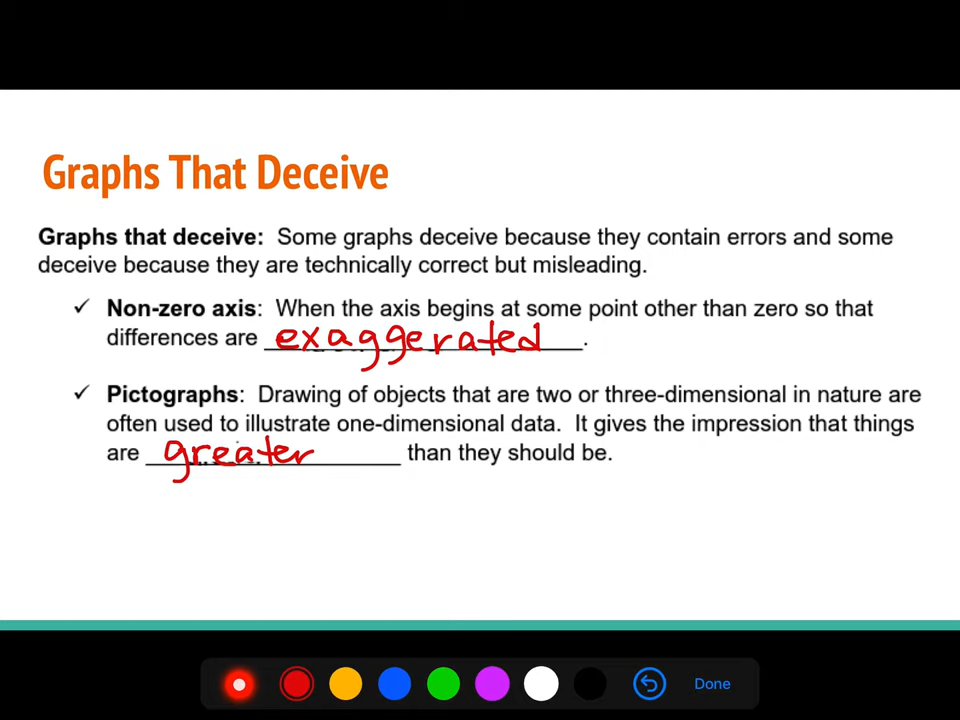 Graphs That Deceive
Graphs that deceive: Some graphs deceive because they contain errors and some
deceive because they are technically correct but misleading.
✓ Non-zero axis: When the axis begins at some point other than zero so that
differences are exaggerated.
✓ Pictographs: Drawing of objects that are two or three-dimensional in nature are
often used to illustrate one-dimensional data. It gives the impression that things
are greater than they should be.
Done